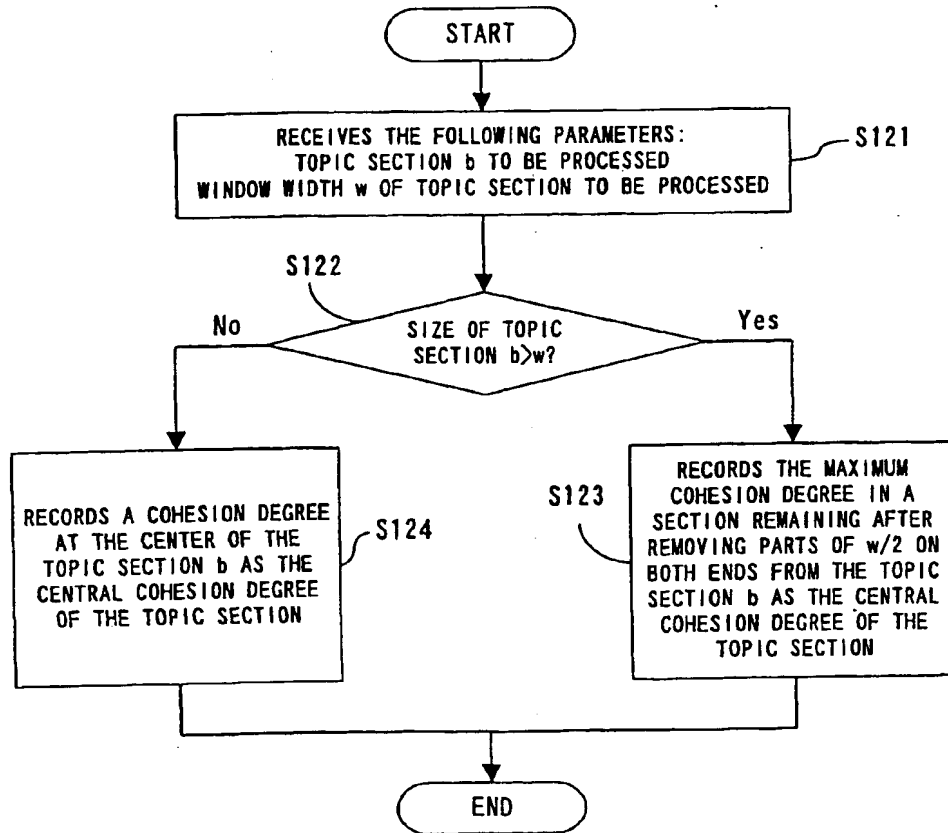 START
RECEIVES THE FOLLOWING PARAMETERS:
TOPIC SECTION b TO BE PROCESSED
WINDOW WIDTH w OF TOPIC SECTION TO BE PROCESSED
S121
S122
SIZE OF TOPIC
SECTION b>w?
No
Yes
RECORDS A COHESION DEGREE
AT THE CENTER OF THE
TOPIC SECTION b AS THE
CENTRAL COHESION DEGREE
OF THE TOPIC SECTION
S124
S123
RECORDS THE MAXIMUM
COHESION DEGREE IN A
SECTION REMAINING AFTER
REMOVING PARTS OF w/2 ON
BOTH ENDS FROM THE TOPIC
SECTION b AS THE CENTRAL
COHESION DEGREE OF THE
TOPIC SECTION
END